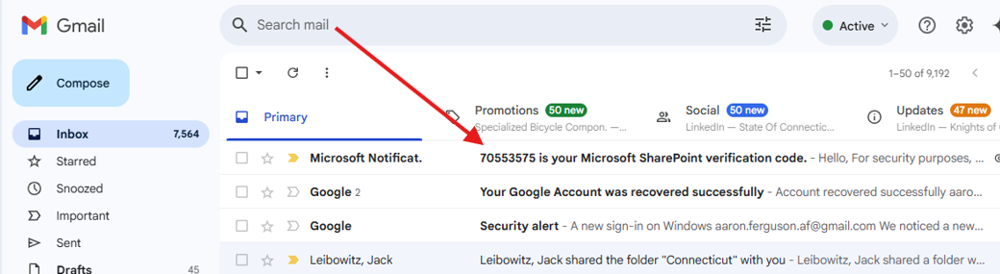 Gmail
Search mail
Active
Compose
1–50 of 9,192
Primary
Promotions 50 new
Specialized Bicycle Compon. —...
Social 50 new
LinkedIn — State Of Connectic...
Updates 47 new
LinkedIn — Knights of
Inbox 7,564
Starred
Snoozed
Important
Sent
Drafts 45
Microsoft Notificat. 70553575 is your Microsoft SharePoint verification code. - Hello, For security purposes, ...
Google 2 Your Google Account was recovered successfully - Account recovered successfully aaro...
Google Security alert - A new sign-in on Windows aaron.ferguson.af@gmail.com We noticed a new...
Leibowitz, Jack Leibowitz, Jack shared the folder "Connecticut" with you - Leibowitz, Jack shared a folder w...